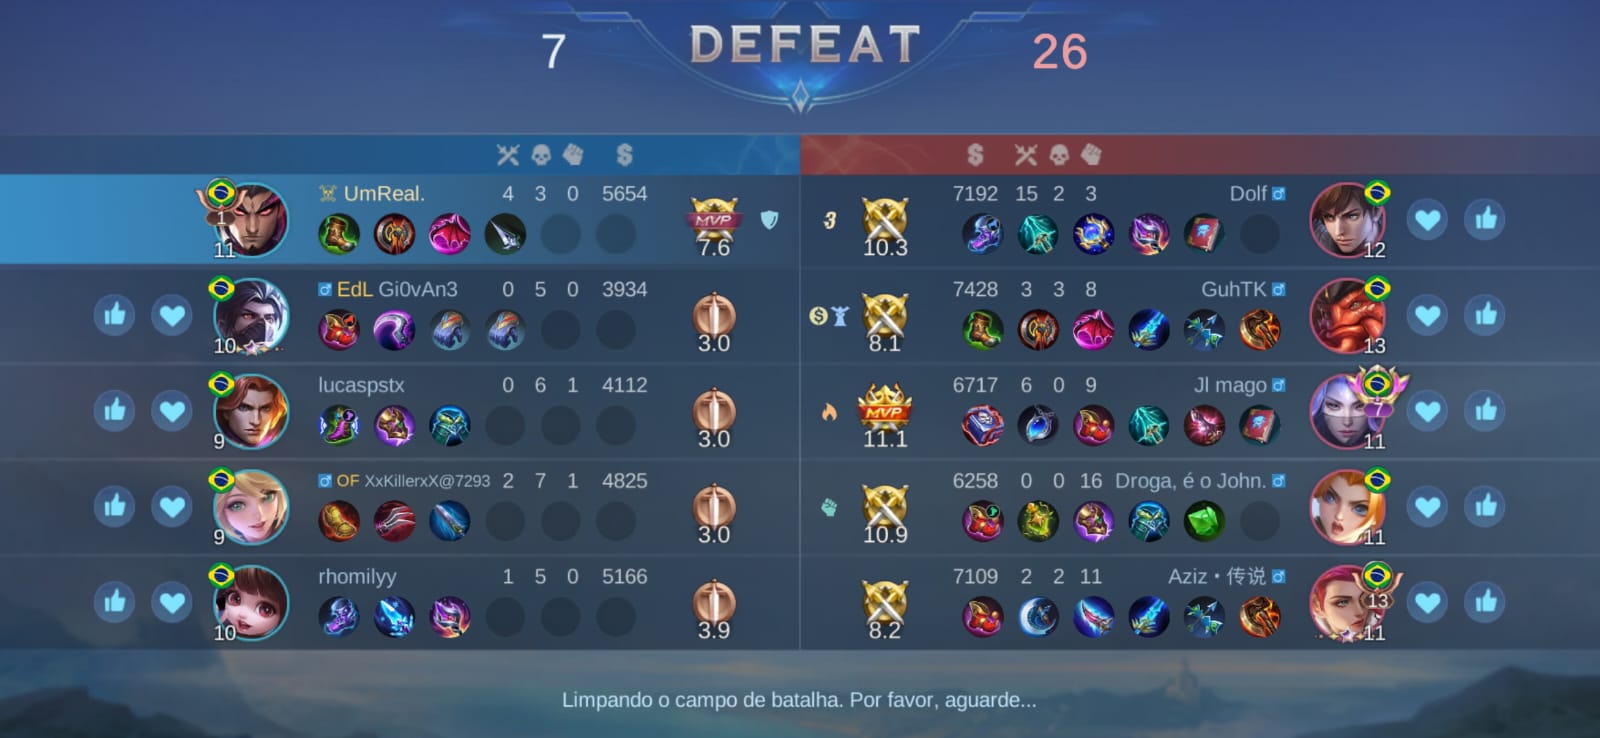 7 DEFEAT 26
UmReal. 4 3 0 5654
11 1 MVP 7.6
3 10.3 7192 15 2 3 Dolf
12
EdL Gi0vAn3 0 5 0 3934
10 3.0
8.1 7428 3 3 8 GuhTK
13
lucaspstx 0 6 1 4112
9 3.0
MVP 11.1 6717 6 0 9 Jl mago
7 11
OF XxKillerxX@7293 2 7 1 4825
9 3.0
10.9 6258 0 0 16 Droga, é o John.
11
rhomilyy 1 5 0 5166
10 3.9
8.2 7109 2 2 11 Aziz・传说
13 11
Limpando o campo de batalha. Por favor, aguarde...